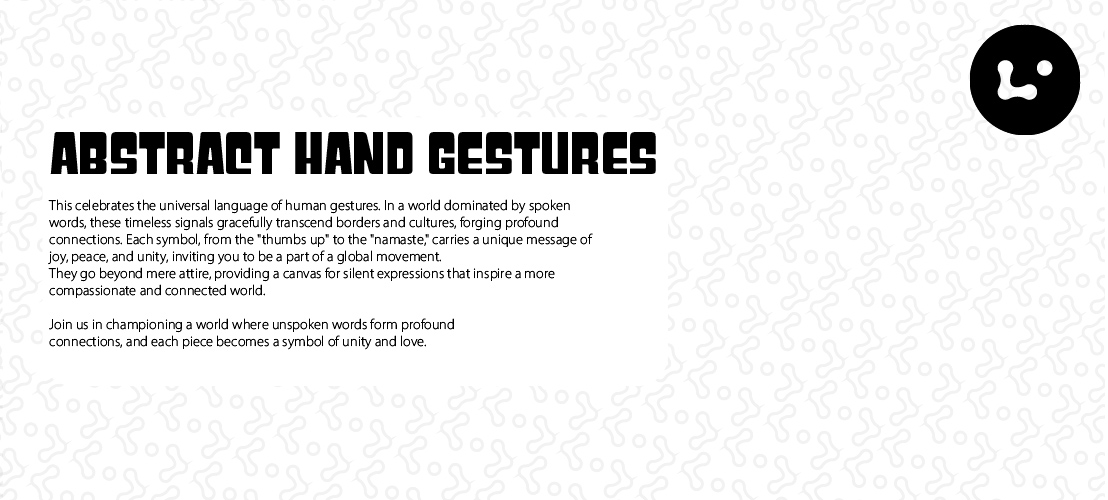 ABSTRACT HAND GESTURES
This celebrates the universal language of human gestures. In a world dominated by spoken
words, these timeless signals gracefully transcend borders and cultures, forging profound
connections. Each symbol, from the "thumbs up" to the "namaste," carries a unique message of
joy, peace, and unity, inviting you to be a part of a global movement.
They go beyond mere attire, providing a canvas for silent expressions that inspire a more
compassionate and connected world.
Join us in championing a world where unspoken words form profound
connections, and each piece becomes a symbol of unity and love.